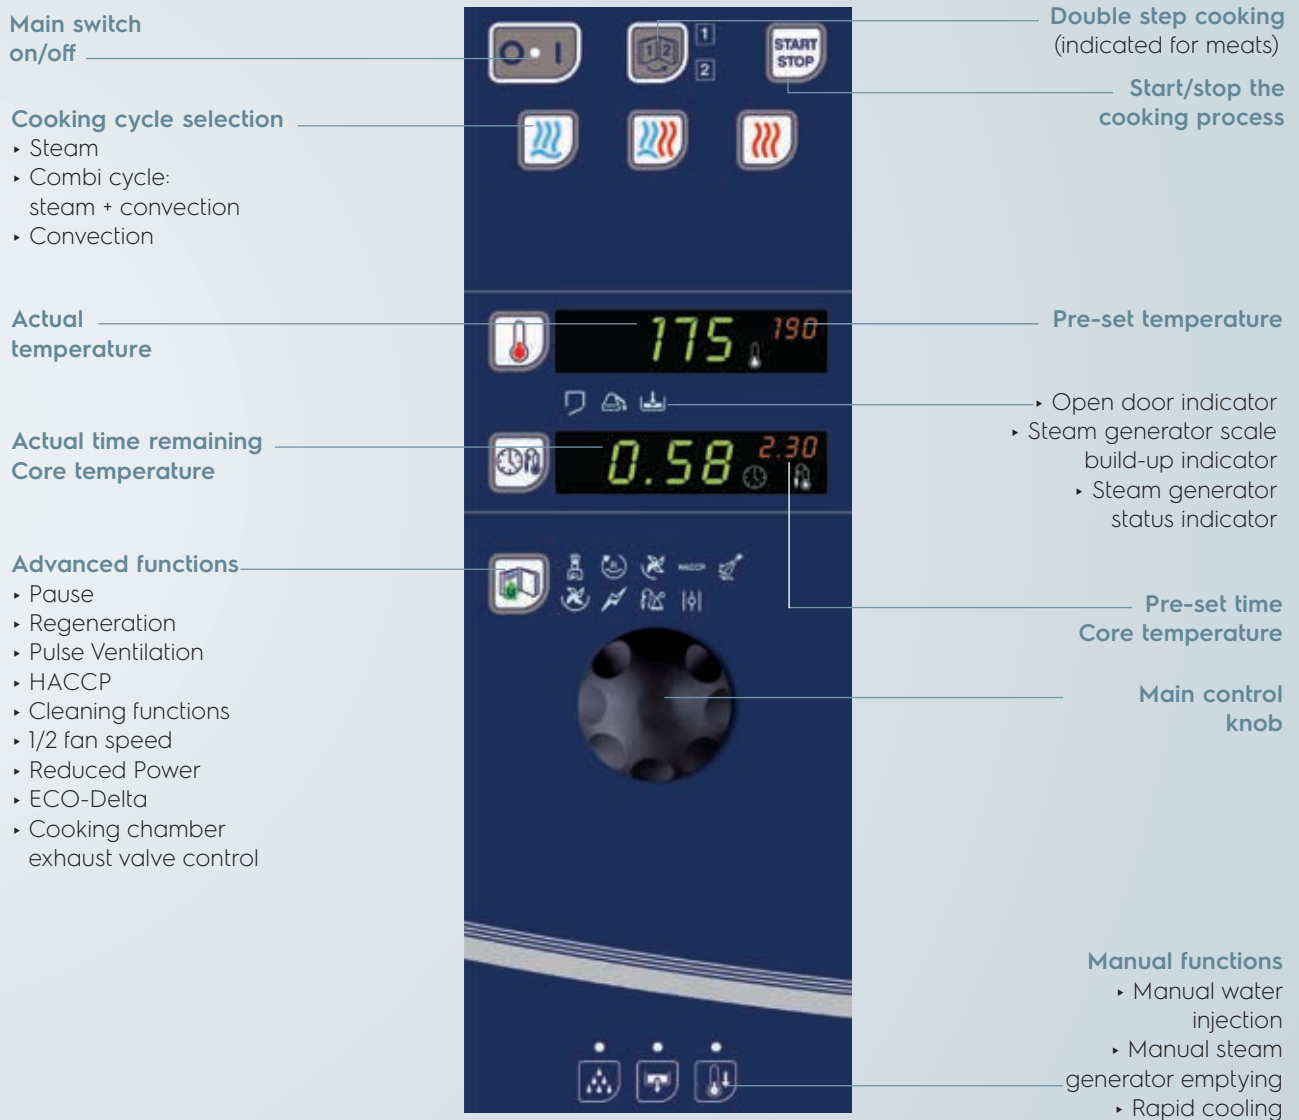 Main switch
on/off
Cooking cycle selection
▸ Steam
▸ Combi cycle:
steam + convection
▸ Convection
Actual
temperature
Actual time remaining
Core temperature
Advanced functions
▸ Pause
▸ Regeneration
▸ Pulse Ventilation
▸ HACCP
▸ Cleaning functions
▸ 1/2 fan speed
▸ Reduced Power
▸ ECO-Delta
▸ Cooking chamber
exhaust valve control
O I
1 2
1
2
START
STOP
175 190
0.58 2.30
HACCP
Double step cooking
(indicated for meats)
Start/stop the
cooking process
Pre-set temperature
▸ Open door indicator
▸ Steam generator scale
build-up indicator
▸ Steam generator
status indicator
Pre-set time
Core temperature
Main control
knob
Manual functions
▸ Manual water
injection
▸ Manual steam
generator emptying
▸ Rapid cooling